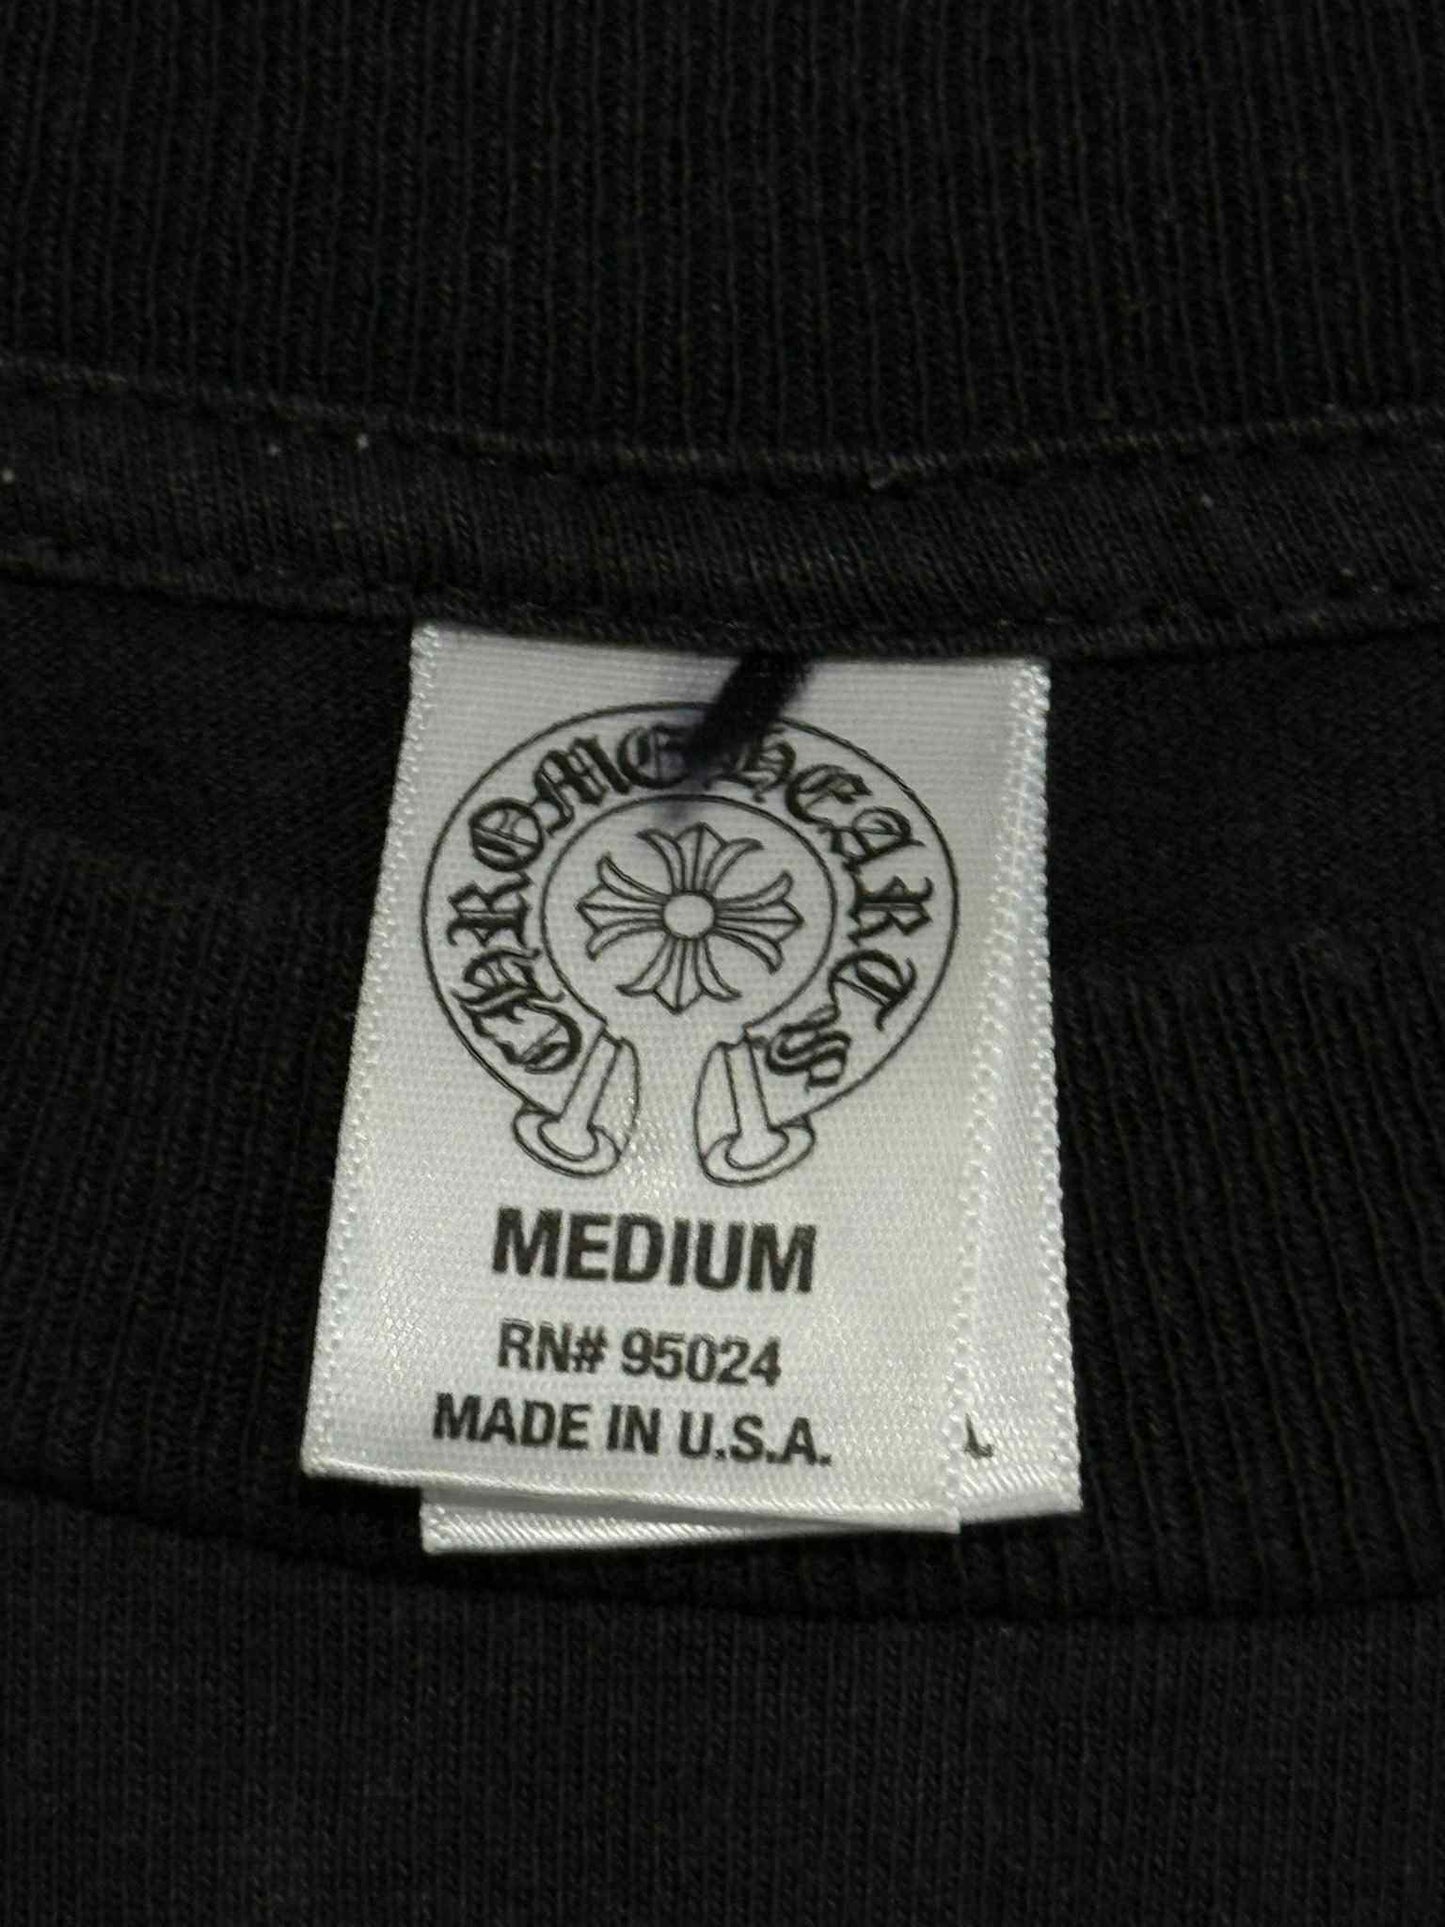 CHROME HEARTS
MEDIUM
RN# 95024
MADE IN U.S.A.
L